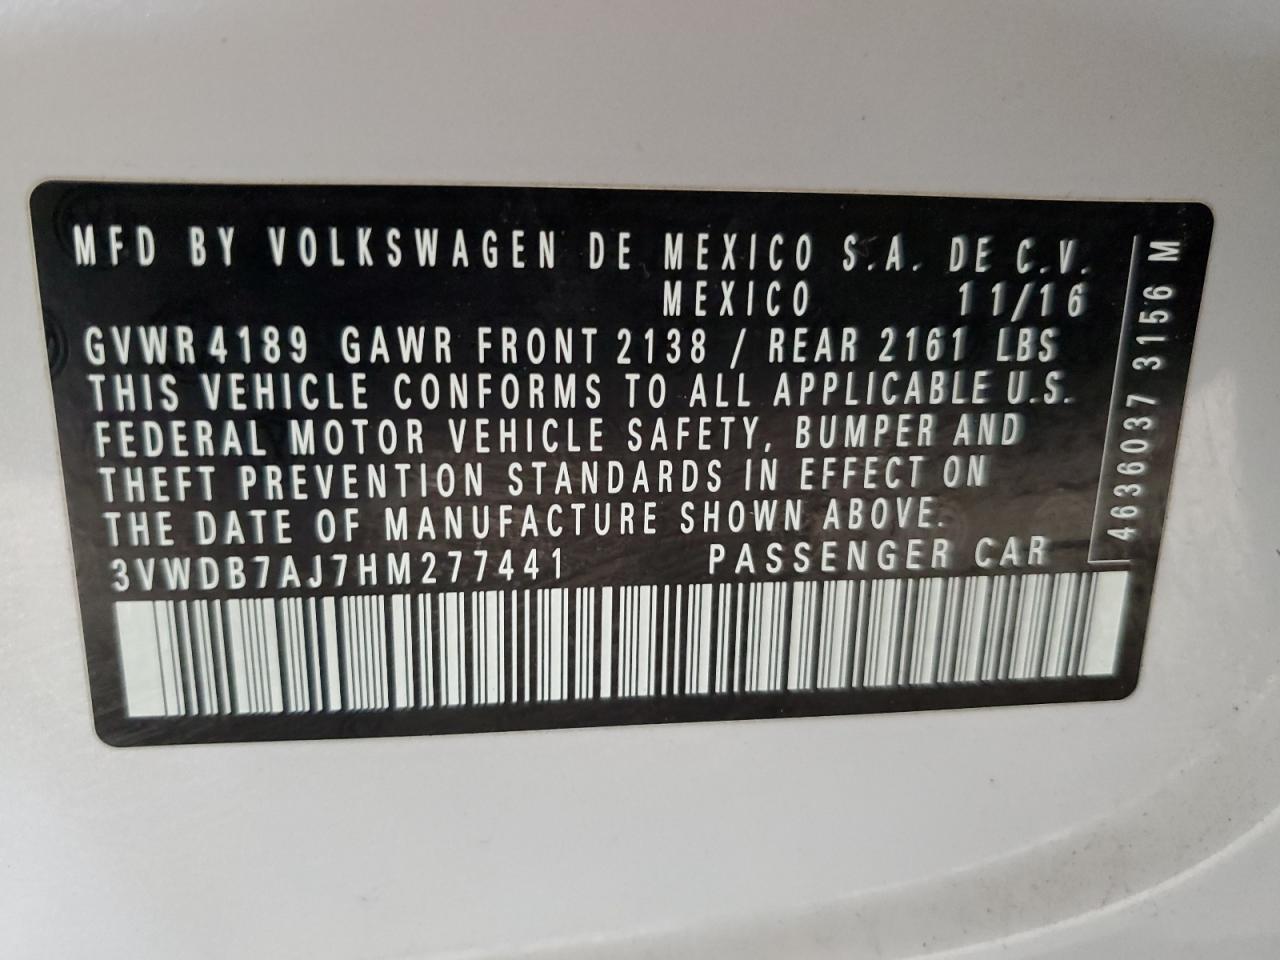 MFD BY VOLKSWAGEN DE MEXICO S.A. DE C.V.
MEXICO 11/16
GVWR 4189 GAWR FRONT 2138 / REAR 2161 LBS
THIS VEHICLE CONFORMS TO ALL APPLICABLE U.S.
FEDERAL MOTOR VEHICLE SAFETY, BUMPER AND
THEFT PREVENTION STANDARDS IN EFFECT ON
THE DATE OF MANUFACTURE SHOWN ABOVE.
3VWDB7AJ7HM277441 PASSENGER CAR
4636037 3156 M